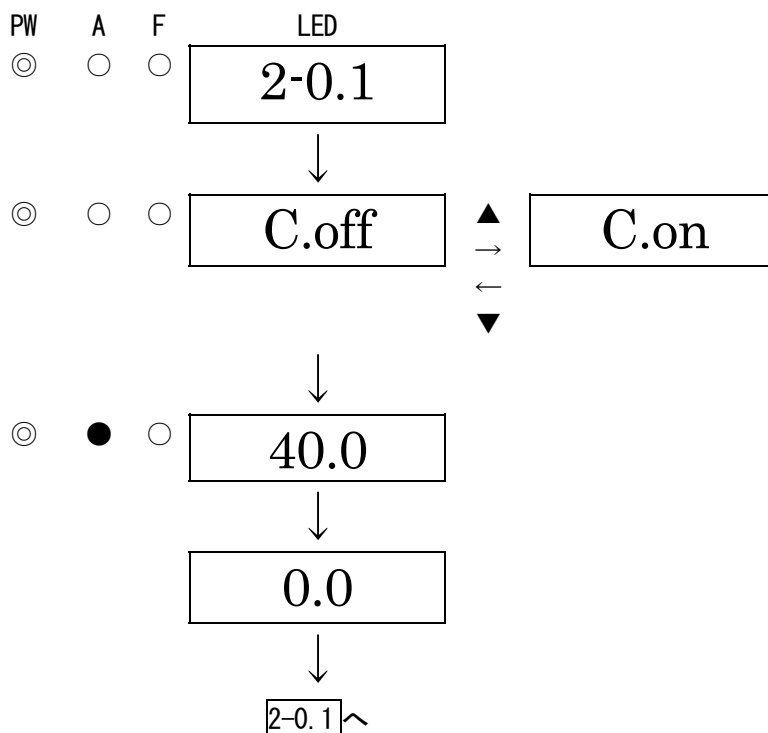 PW A F LED
◎ ○ ○ 2-0.1
↓
◎ ○ ○ C.off ▲ C.on
→
←
▼
↓
◎ ● ○ 40.0
↓
0.0
↓
2-0.1へ